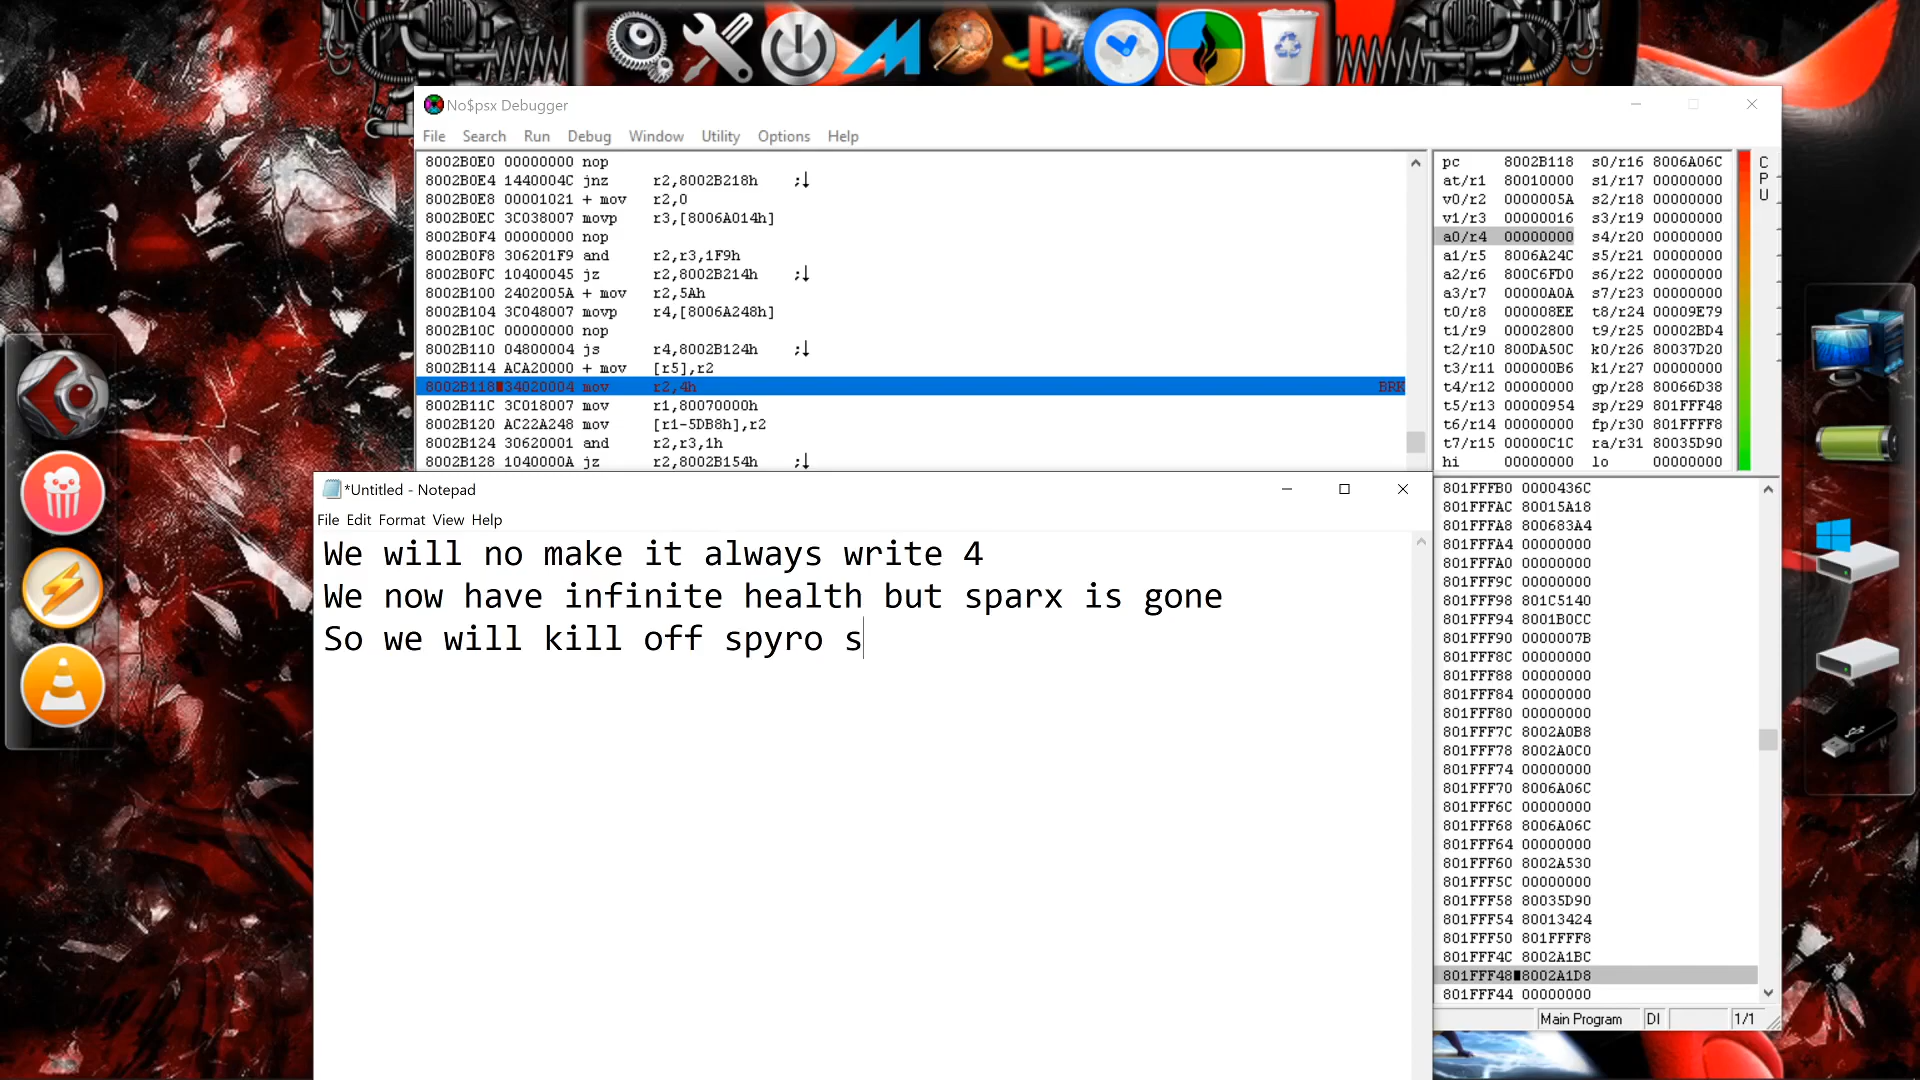 No$psx Debugger
File Search Run Debug Window Utility Options Help
8002B0E0 00000000 nop
8002B0E4 1440004C jnz r2,8002B218h ;↓
8002B0E8 00001021 + mov r2,0
8002B0EC 3C038007 movp r3,[8006A014h]
8002B0F4 00000000 nop
8002B0F8 306201F9 and r2,r3,1F9h
8002B0FC 10400045 jz r2,8002B214h ;↓
8002B100 2402005A + mov r2,5Ah
8002B104 3C048007 movp r4,[8006A248h]
8002B10C 00000000 nop
8002B110 04800004 js r4,8002B124h ;↓
8002B114 ACA20000 + mov [r5],r2
8002B118 34020004 mov r2,4h BRK
8002B11C 3C018007 mov r1,80070000h
8002B120 AC22A248 mov [r1-5DB8h],r2
8002B124 30620001 and r2,r3,1h
8002B128 1040000A jz r2,8002B154h ;↓
pc 8002B118 s0/r16 8006A06C
at/r1 80010000 s1/r17 00000000
v0/r2 0000005A s2/r18 00000000
v1/r3 00000016 s3/r19 00000000
a0/r4 00000000 s4/r20 00000000
a1/r5 8006A24C s5/r21 00000000
a2/r6 800C6FD0 s6/r22 00000000
a3/r7 00000A0A s7/r23 00000000
t0/r8 000008EE t8/r24 00009E79
t1/r9 00002800 t9/r25 00002BD4
t2/r10 800DA50C k0/r26 80037D20
t3/r11 000000B6 k1/r27 00000000
t4/r12 00000000 gp/r28 80066D38
t5/r13 00000954 sp/r29 801FFF48
t6/r14 00000000 fp/r30 801FFFF8
t7/r15 00000C1C ra/r31 80035D90
hi 00000000 lo 00000000
C
P
U
*Untitled - Notepad
File Edit Format View Help
We will no make it always write 4
We now have infinite health but sparx is gone
So we will kill off spyro s
801FFFB0 0000436C
801FFFAC 80015A18
801FFFA8 800683A4
801FFFA4 00000000
801FFFA0 00000000
801FFF9C 00000000
801FFF98 801C5140
801FFF94 8001B0CC
801FFF90 0000007B
801FFF8C 00000000
801FFF88 00000000
801FFF84 00000000
801FFF80 00000000
801FFF7C 8002A0B8
801FFF78 8002A0C0
801FFF74 00000000
801FFF70 8006A06C
801FFF6C 00000000
801FFF68 8006A06C
801FFF64 00000000
801FFF60 8002A530
801FFF5C 00000000
801FFF58 80035D90
801FFF54 80013424
801FFF50 801FFFF8
801FFF4C 8002A1BC
801FFF48 8002A1D8
801FFF44 00000000
Main Program DI 1/1